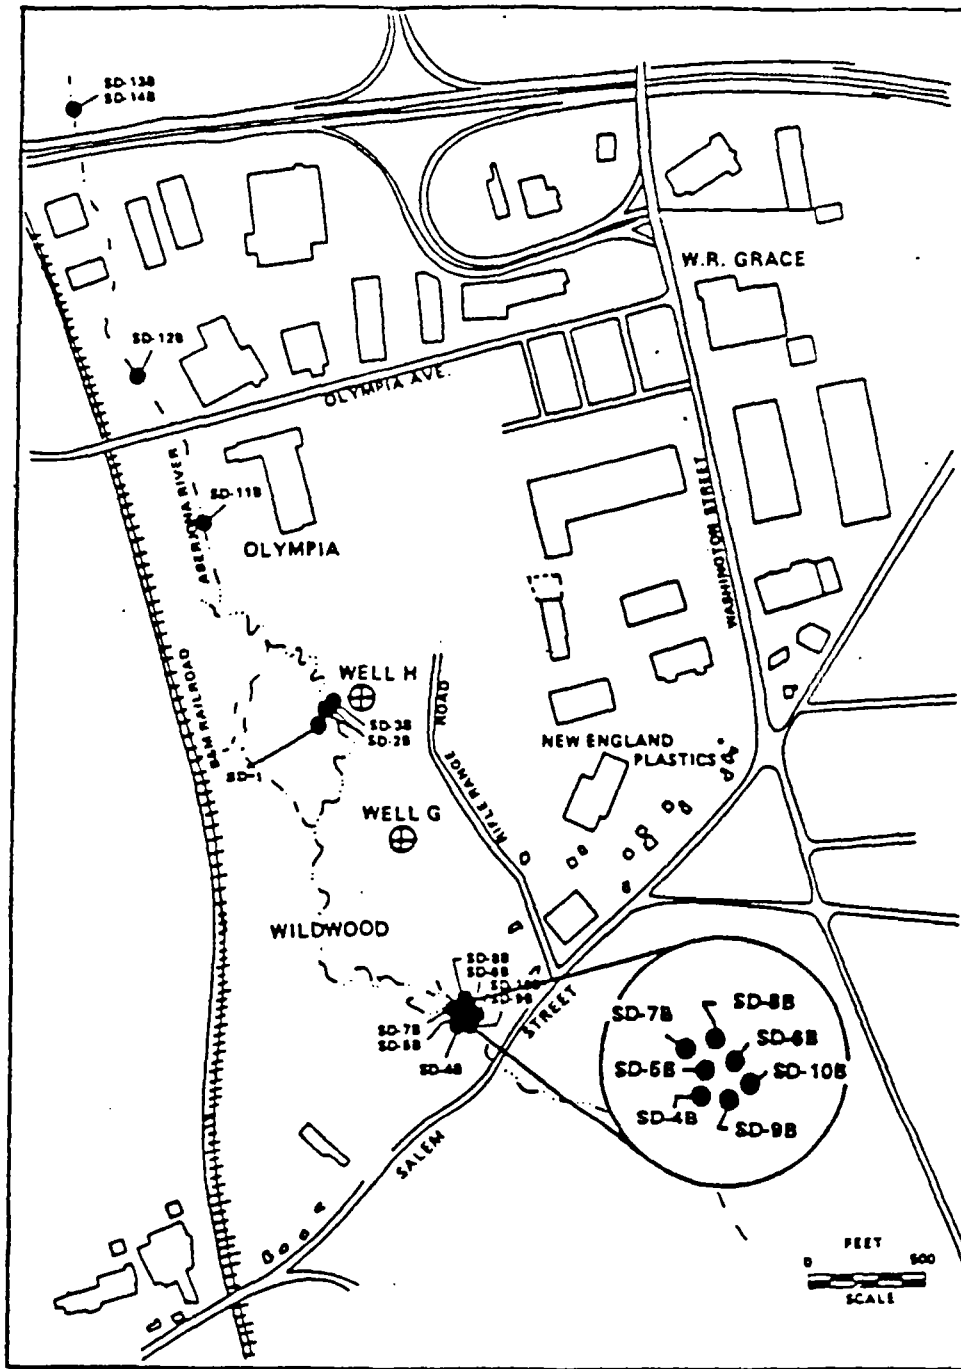 SD-13B
SD-14B
W.R. GRACE
SD-12B
OLYMPIA AVE.
ABERJONA RIVER
SD-11B
OLYMPIA
WASHINGTON STREET
B&M RAILROAD
WELL H
SD-3B
SD-2B
SD-1
RIFLE RANGE ROAD
NEW ENGLAND
PLASTICS
WELL G
WILDWOOD
SD-8B
SD-6B
SD-10B
SD-9B
SD-7B
SD-5B
SD-4B
SALEM STREET
SD-7B
SD-8B
SD-6B
SD-5B
SD-10B
SD-4B
SD-9B
FEET
0 500
SCALE